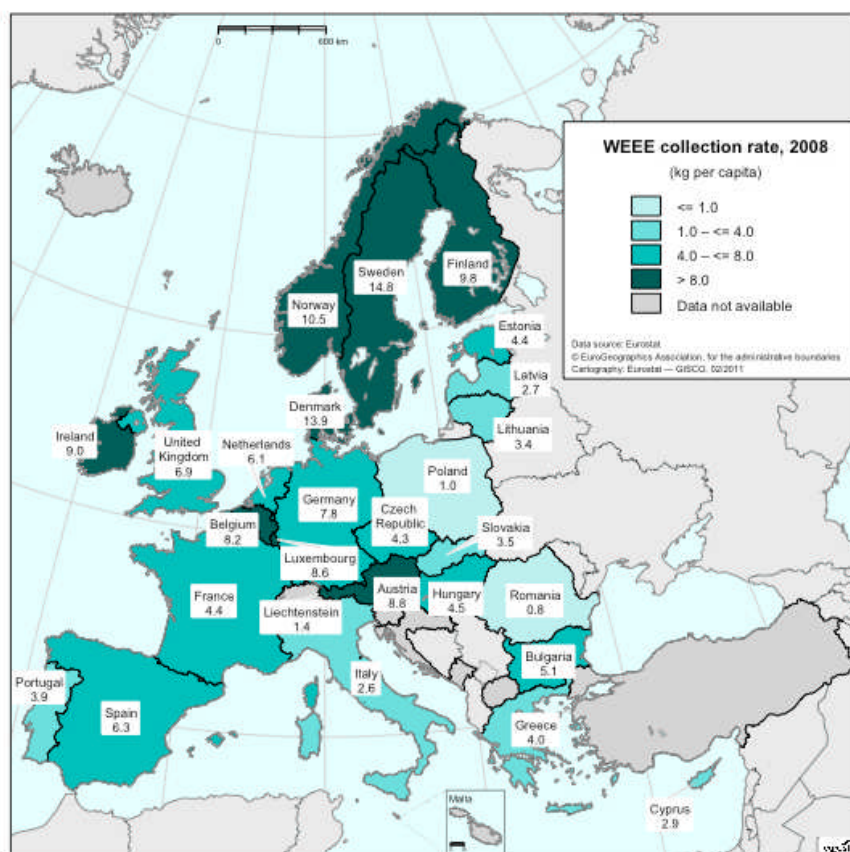 0 600 km
WEEE collection rate, 2008
(kg per capita)
<= 1.0
1.0 – <= 4.0
4.0 – <= 8.0
> 8.0
Data not available
Data source: Eurostat
© EuroGeographics Association, for the administrative boundaries
Cartography: Eurostat — GISCO, 02/2011
Finland
9.8
Sweden
14.8
Norway
10.5
Estonia
4.4
Latvia
2.7
Denmark
13.9
Lithuania
3.4
Ireland
9.0
United
Kingdom
6.9
Netherlands
6.1
Poland
1.0
Germany
7.8
Czech
Republic
4.3
Slovakia
3.5
Belgium
8.2
Luxembourg
8.6
France
4.4
Austria
8.8
Hungary
4.5
Romania
0.8
Liechtenstein
1.4
Bulgaria
5.1
Italy
2.6
Portugal
3.9
Spain
6.3
Greece
4.0
Malta
Cyprus
2.9